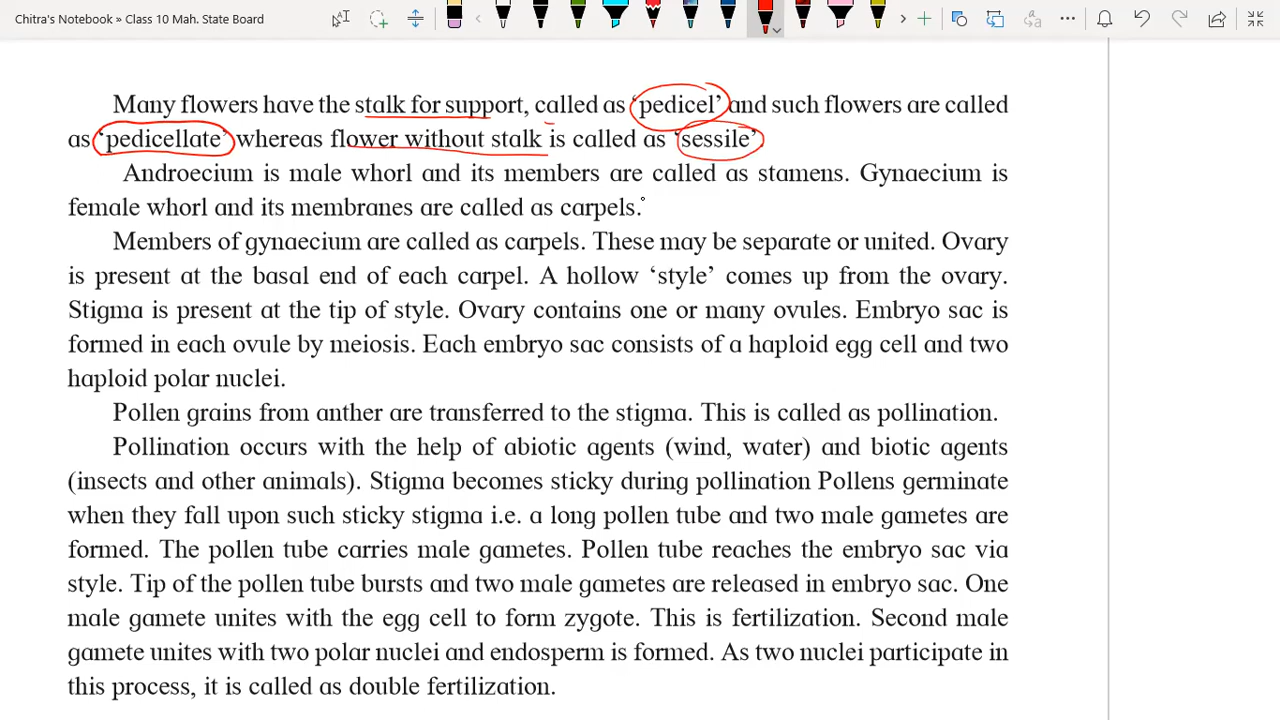 Chitra's Notebook » Class 10 Mah. State Board
Many flowers have the stalk for support, called as ‘pedicel’ and such flowers are called
as ‘pedicellate’ whereas flower without stalk is called as ‘sessile’.
Androecium is male whorl and its members are called as stamens. Gynaecium is
female whorl and its membranes are called as carpels.
Members of gynaecium are called as carpels. These may be separate or united. Ovary
is present at the basal end of each carpel. A hollow ‘style’ comes up from the ovary.
Stigma is present at the tip of style. Ovary contains one or many ovules. Embryo sac is
formed in each ovule by meiosis. Each embryo sac consists of a haploid egg cell and two
haploid polar nuclei.
Pollen grains from anther are transferred to the stigma. This is called as pollination.
Pollination occurs with the help of abiotic agents (wind, water) and biotic agents
(insects and other animals). Stigma becomes sticky during pollination Pollens germinate
when they fall upon such sticky stigma i.e. a long pollen tube and two male gametes are
formed. The pollen tube carries male gametes. Pollen tube reaches the embryo sac via
style. Tip of the pollen tube bursts and two male gametes are released in embryo sac. One
male gamete unites with the egg cell to form zygote. This is fertilization. Second male
gamete unites with two polar nuclei and endosperm is formed. As two nuclei participate in
this process, it is called as double fertilization.